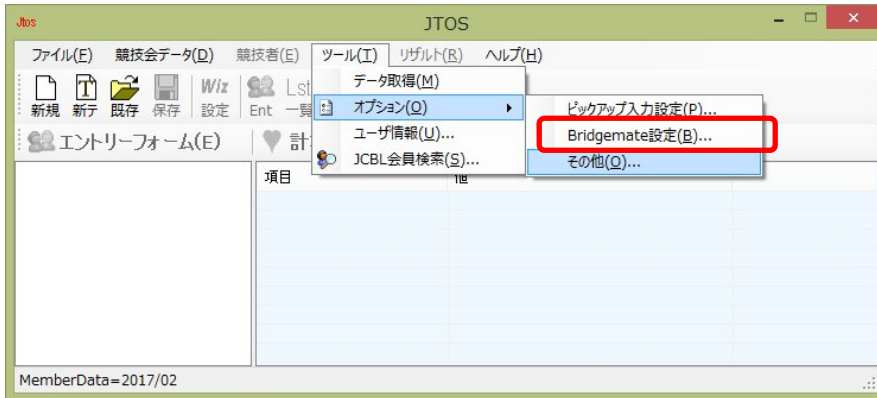 Jtos JTOS
ファイル(F) 競技会データ(D) 競技者(E) ツール(T) リザルト(R) ヘルプ(H)
Wiz Lst
新規 新テ 既存 保存 設定 Ent 一覧
データ取得(M)
オプション(O)
ユーザ情報(U)...
JCBL会員検索(S)...
ピックアップ入力設定(P)...
Bridgemate設定(B)...
その他(O)...
エントリーフォーム(E) 計
項目 値
MemberData=2017/02